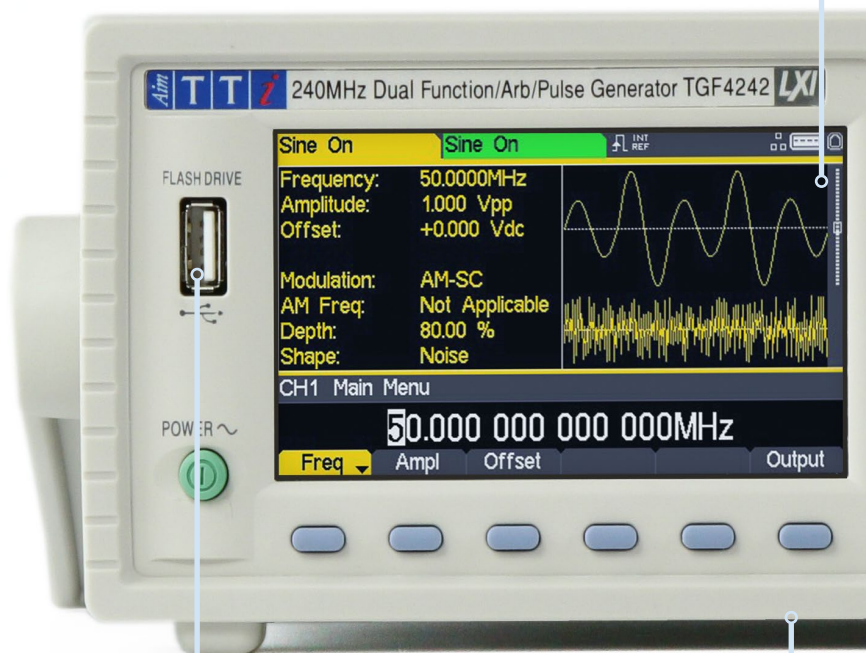 Aim TTi 240MHz Dual Function/Arb/Pulse Generator TGF4242 LXI
Sine On Sine On INT REF
FLASH DRIVE
Frequency: 50.0000MHz
Amplitude: 1.000 Vpp
Offset: +0.000 Vdc
Modulation: AM-SC
AM Freq: Not Applicable
Depth: 80.00 %
Shape: Noise
CH1 Main Menu
POWER
50.000 000 000 000MHz
Freq Ampl Offset Output